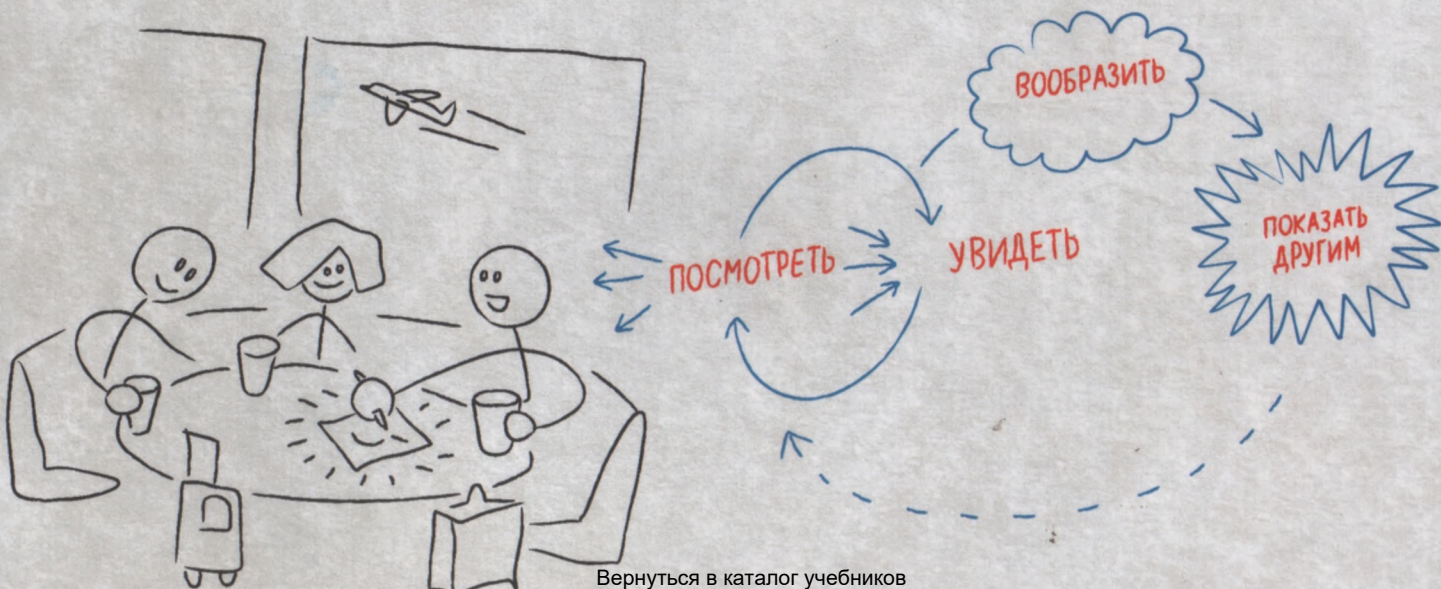 ВООБРАЗИТЬ
ПОКАЗАТЬ
ДРУГИМ
ПОСМОТРЕТЬ
УВИДЕТЬ
Вернуться в каталог учебников